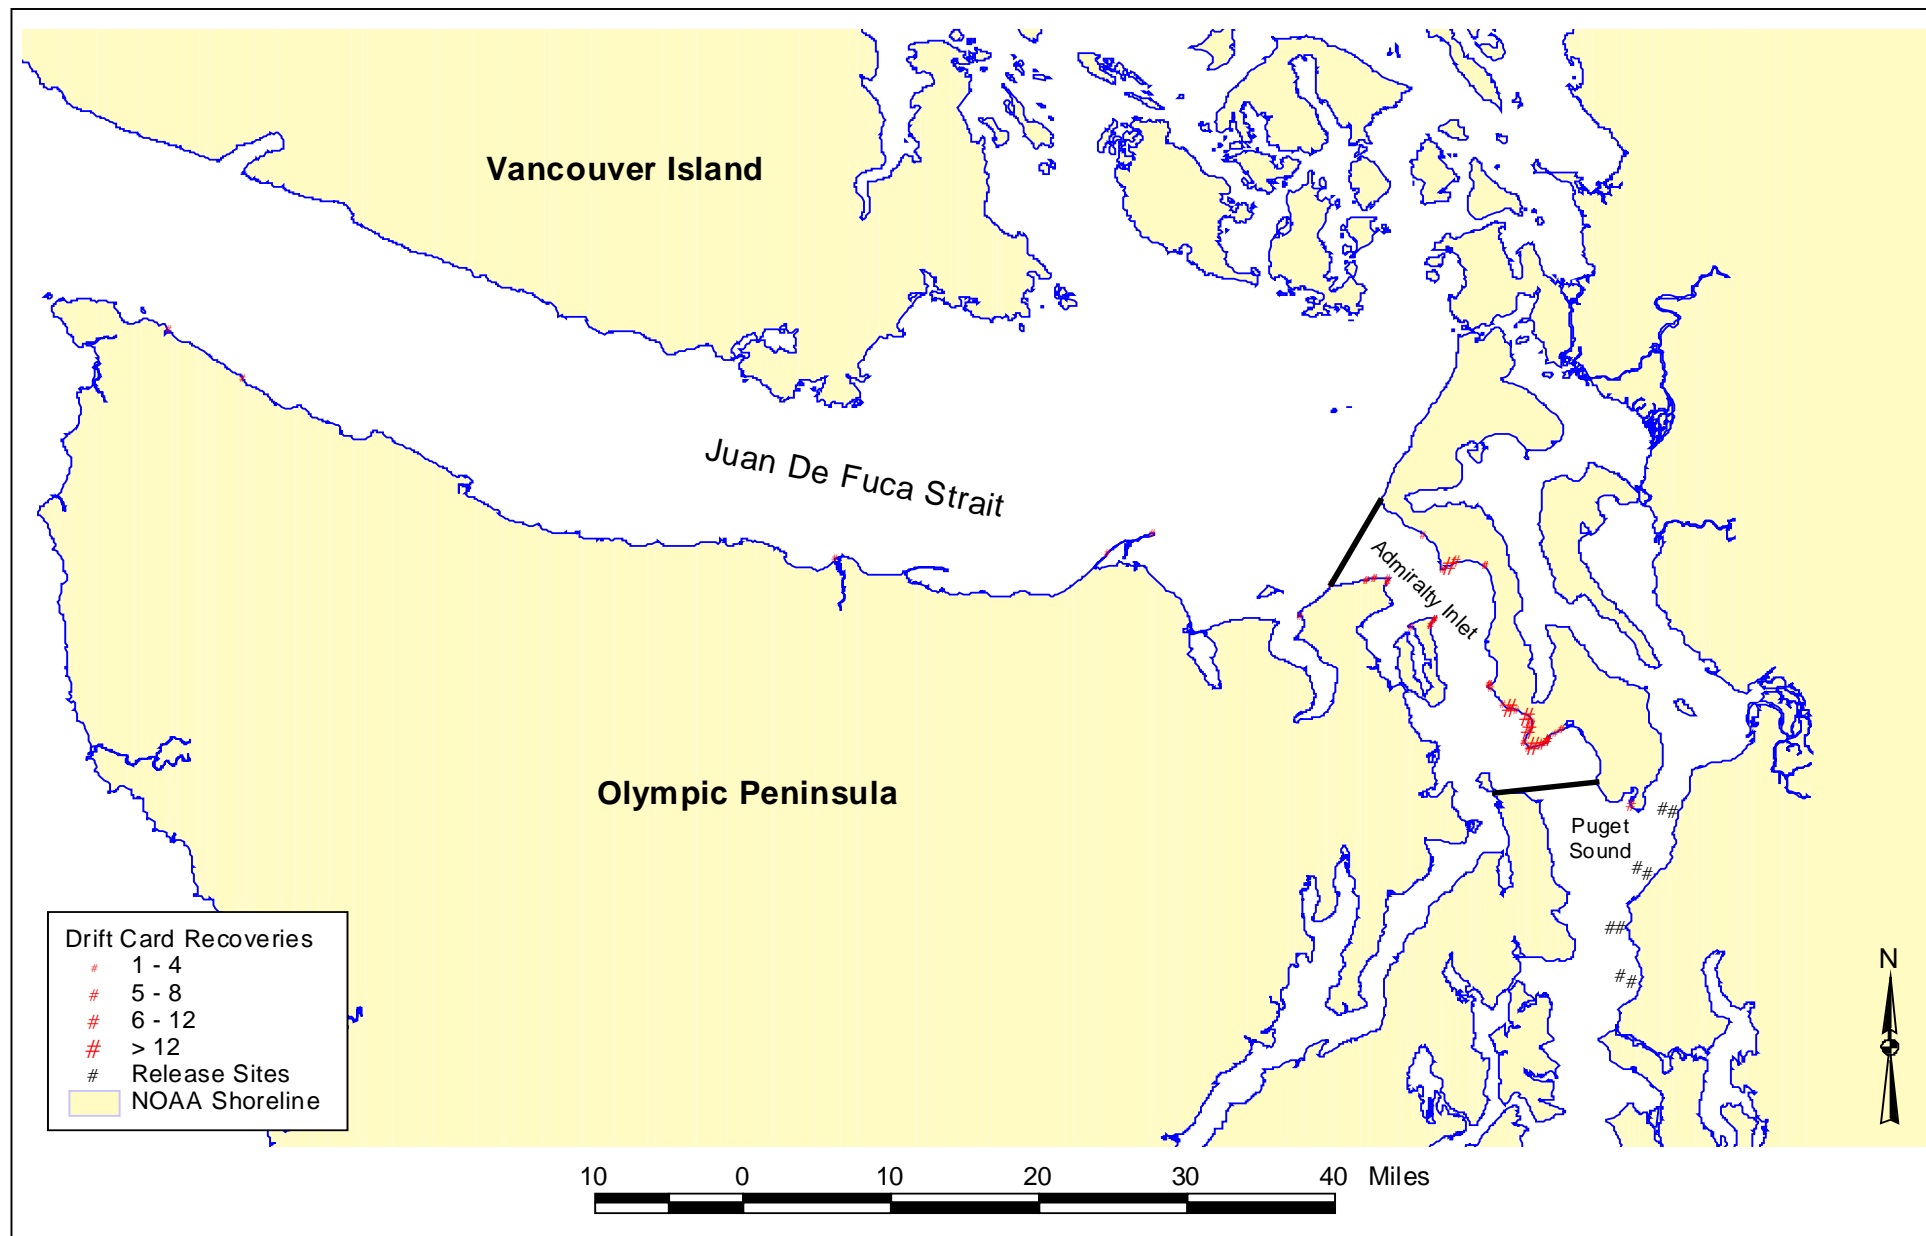 Vancouver Island
Juan De Fuca Strait
Admiralty Inlet
Olympic Peninsula
Puget
Sound
Drift Card Recoveries
# 1 - 4
# 5 - 8
# 6 - 12
# > 12
# Release Sites
NOAA Shoreline
N
10 0 10 20 30 40 Miles